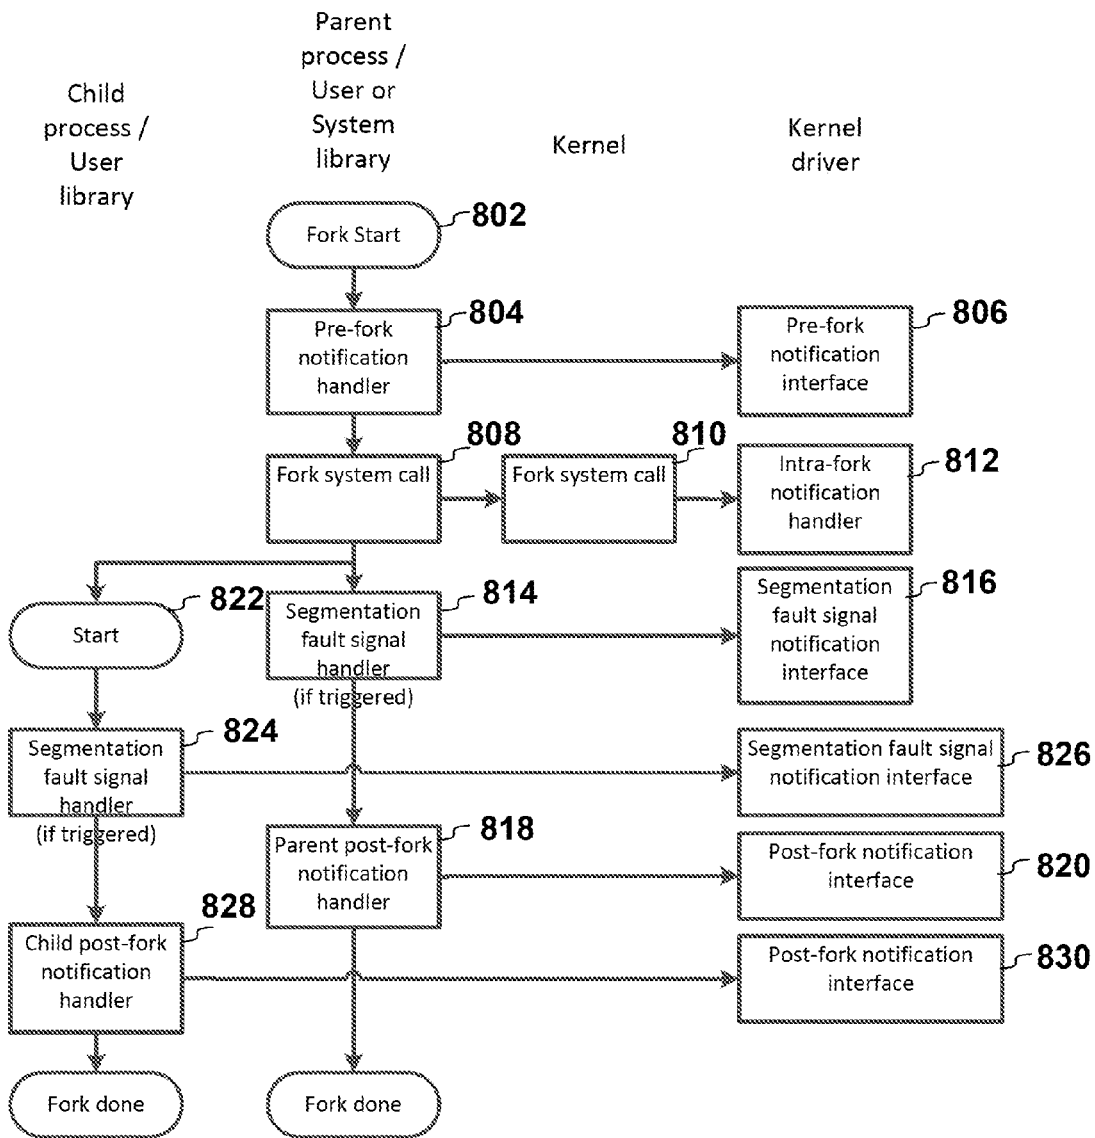 Parent
process /
User or
System
library
Child
process /
User
library
Kernel
Kernel
driver
802
Fork Start
804
Pre-fork
notification
handler
806
Pre-fork
notification
interface
808
Fork system call
810
Fork system call
812
Intra-fork
notification
handler
822
Start
814
Segmentation
fault signal
handler
(if triggered)
816
Segmentation
fault signal
notification
interface
824
Segmentation
fault signal
handler
(if triggered)
826
Segmentation fault signal
notification interface
818
Parent post-fork
notification
handler
820
Post-fork notification
interface
828
Child post-fork
notification
handler
830
Post-fork notification
interface
Fork done
Fork done